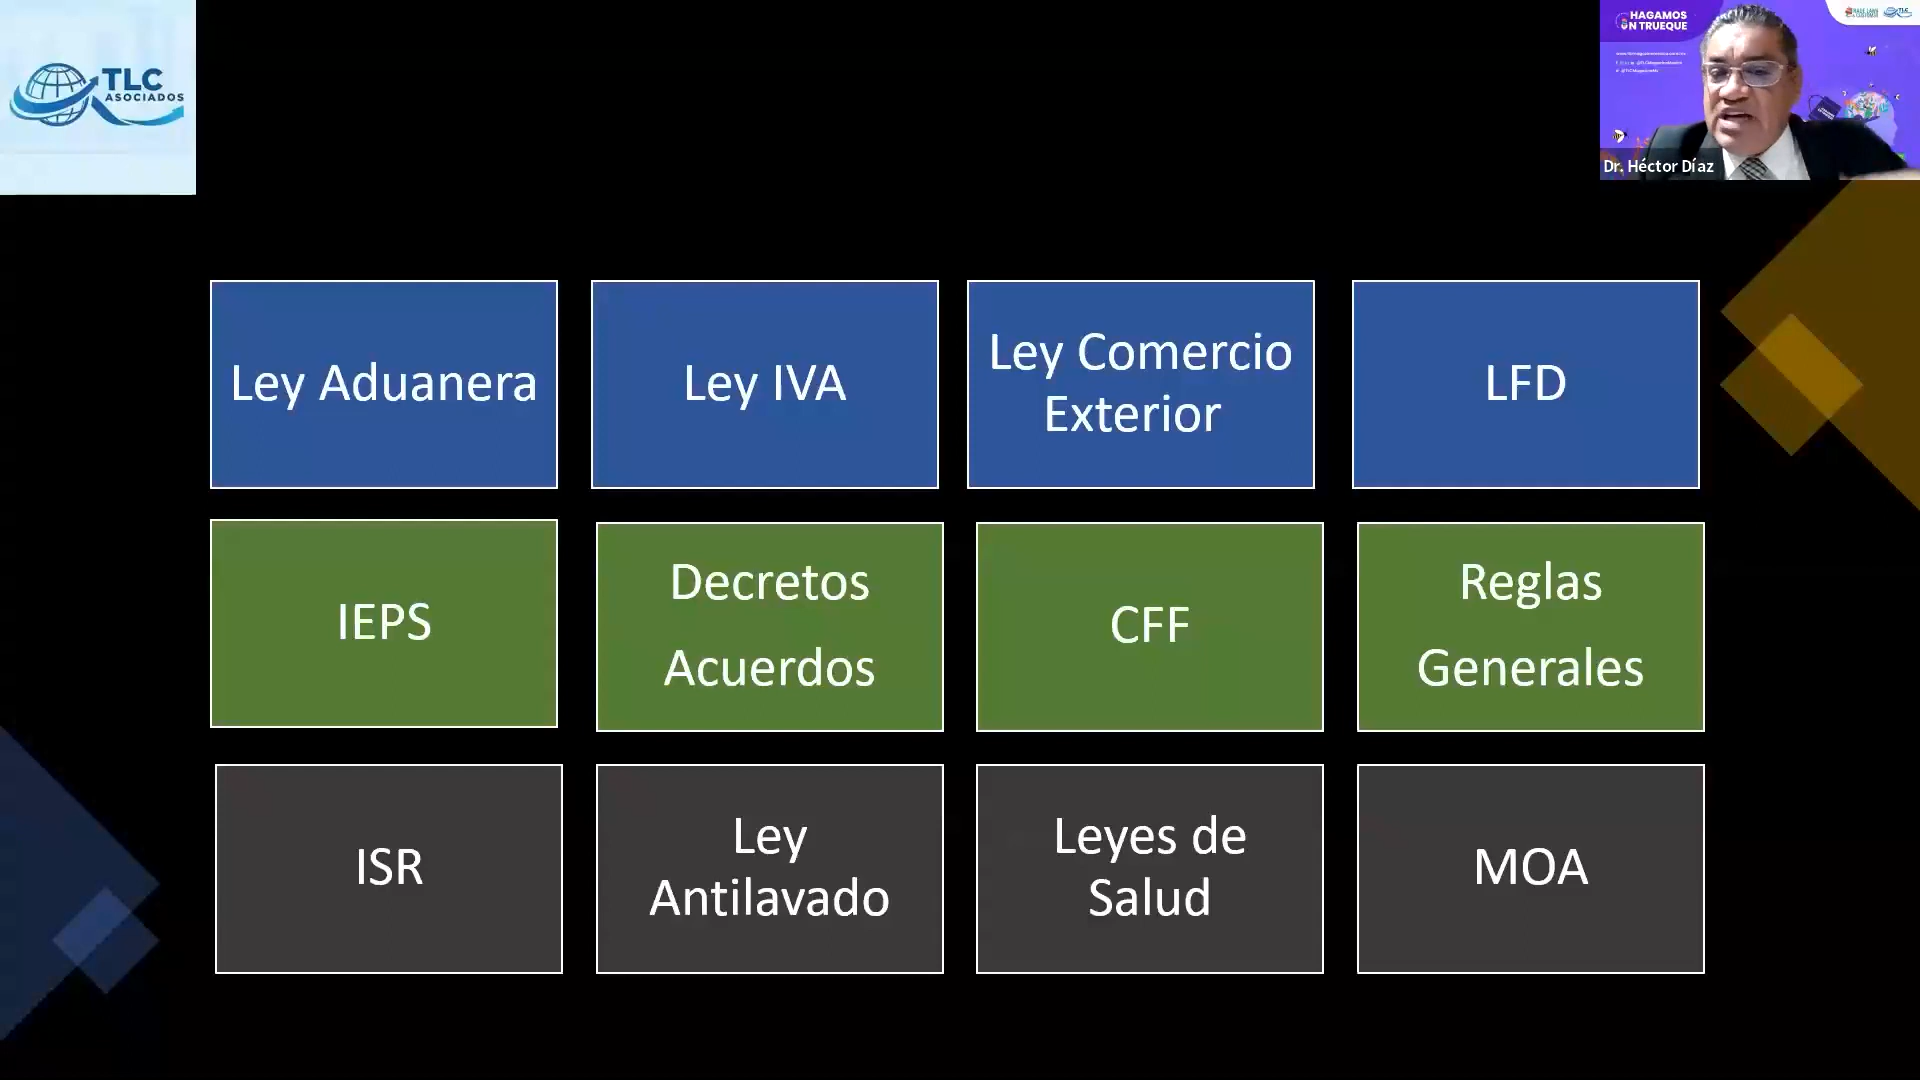 TLC
ASOCIADOS
HAGAMOS
UN TRUEQUE
Dr. Héctor Díaz
Ley Aduanera
Ley IVA
Ley Comercio
Exterior
LFD
IEPS
Decretos
Acuerdos
CFF
Reglas
Generales
ISR
Ley
Antilavado
Leyes de
Salud
MOA